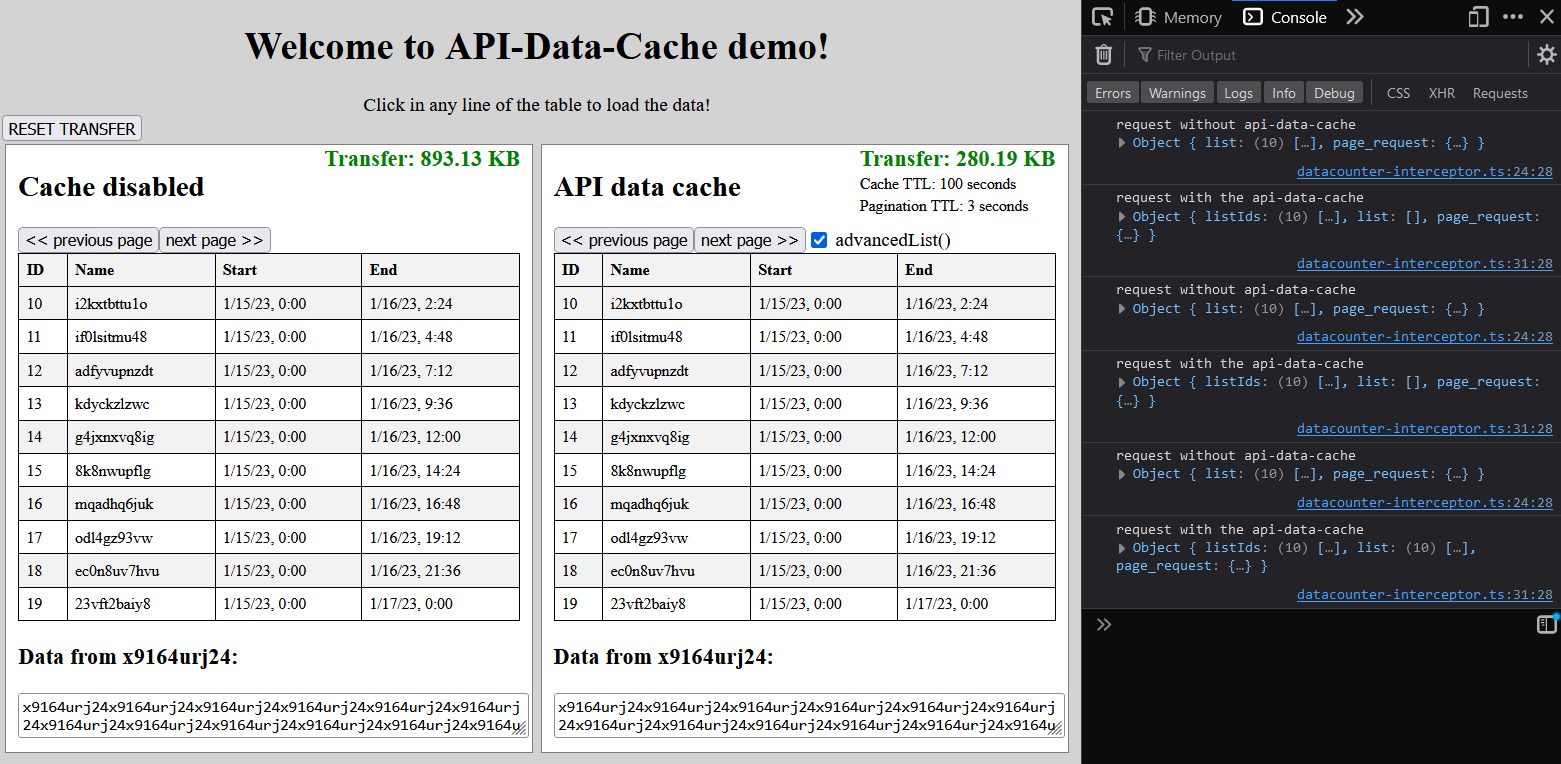 Welcome to API-Data-Cache demo!
Click in any line of the table to load the data!
RESET TRANSFER
Transfer: 893.13 KB
Cache disabled
<< previous page next page >>
ID Name Start End
10 i2kxtbttu1o 1/15/23, 0:00 1/16/23, 2:24
11 if0lsitmu48 1/15/23, 0:00 1/16/23, 4:48
12 adfyvupnzdt 1/15/23, 0:00 1/16/23, 7:12
13 kdyckzlzwc 1/15/23, 0:00 1/16/23, 9:36
14 g4jxnxvq8ig 1/15/23, 0:00 1/16/23, 12:00
15 8k8nwupflg 1/15/23, 0:00 1/16/23, 14:24
16 mqadhq6juk 1/15/23, 0:00 1/16/23, 16:48
17 odl4gz93vw 1/15/23, 0:00 1/16/23, 19:12
18 ec0n8uv7hvu 1/15/23, 0:00 1/16/23, 21:36
19 23vft2baiy8 1/15/23, 0:00 1/17/23, 0:00
Data from x9164urj24:
x9164urj24x9164urj24x9164urj24x9164urj24x9164urj24x9164urj
24x9164urj24x9164urj24x9164urj24x9164urj24x9164urj24x9164u
Transfer: 280.19 KB
API data cache
Cache TTL: 100 seconds
Pagination TTL: 3 seconds
<< previous page next page >> advancedList()
ID Name Start End
10 i2kxtbttu1o 1/15/23, 0:00 1/16/23, 2:24
11 if0lsitmu48 1/15/23, 0:00 1/16/23, 4:48
12 adfyvupnzdt 1/15/23, 0:00 1/16/23, 7:12
13 kdyckzlzwc 1/15/23, 0:00 1/16/23, 9:36
14 g4jxnxvq8ig 1/15/23, 0:00 1/16/23, 12:00
15 8k8nwupflg 1/15/23, 0:00 1/16/23, 14:24
16 mqadhq6juk 1/15/23, 0:00 1/16/23, 16:48
17 odl4gz93vw 1/15/23, 0:00 1/16/23, 19:12
18 ec0n8uv7hvu 1/15/23, 0:00 1/16/23, 21:36
19 23vft2baiy8 1/15/23, 0:00 1/17/23, 0:00
Data from x9164urj24:
x9164urj24x9164urj24x9164urj24x9164urj24x9164urj24x9164urj
24x9164urj24x9164urj24x9164urj24x9164urj24x9164urj24x9164u
Memory Console
Filter Output
Errors Warnings Logs Info Debug CSS XHR Requests
request without api-data-cache
Object { list: (10) […], page_request: {…} }
datacounter-interceptor.ts:24:28
request with the api-data-cache
Object { listIds: (10) […], list: [], page_request:
{…} }
datacounter-interceptor.ts:31:28
request without api-data-cache
Object { list: (10) […], page_request: {…} }
datacounter-interceptor.ts:24:28
request with the api-data-cache
Object { listIds: (10) […], list: [], page_request:
{…} }
datacounter-interceptor.ts:31:28
request without api-data-cache
Object { list: (10) […], page_request: {…} }
datacounter-interceptor.ts:24:28
request with the api-data-cache
Object { listIds: (10) […], list: (10) […],
page_request: {…} }
datacounter-interceptor.ts:31:28